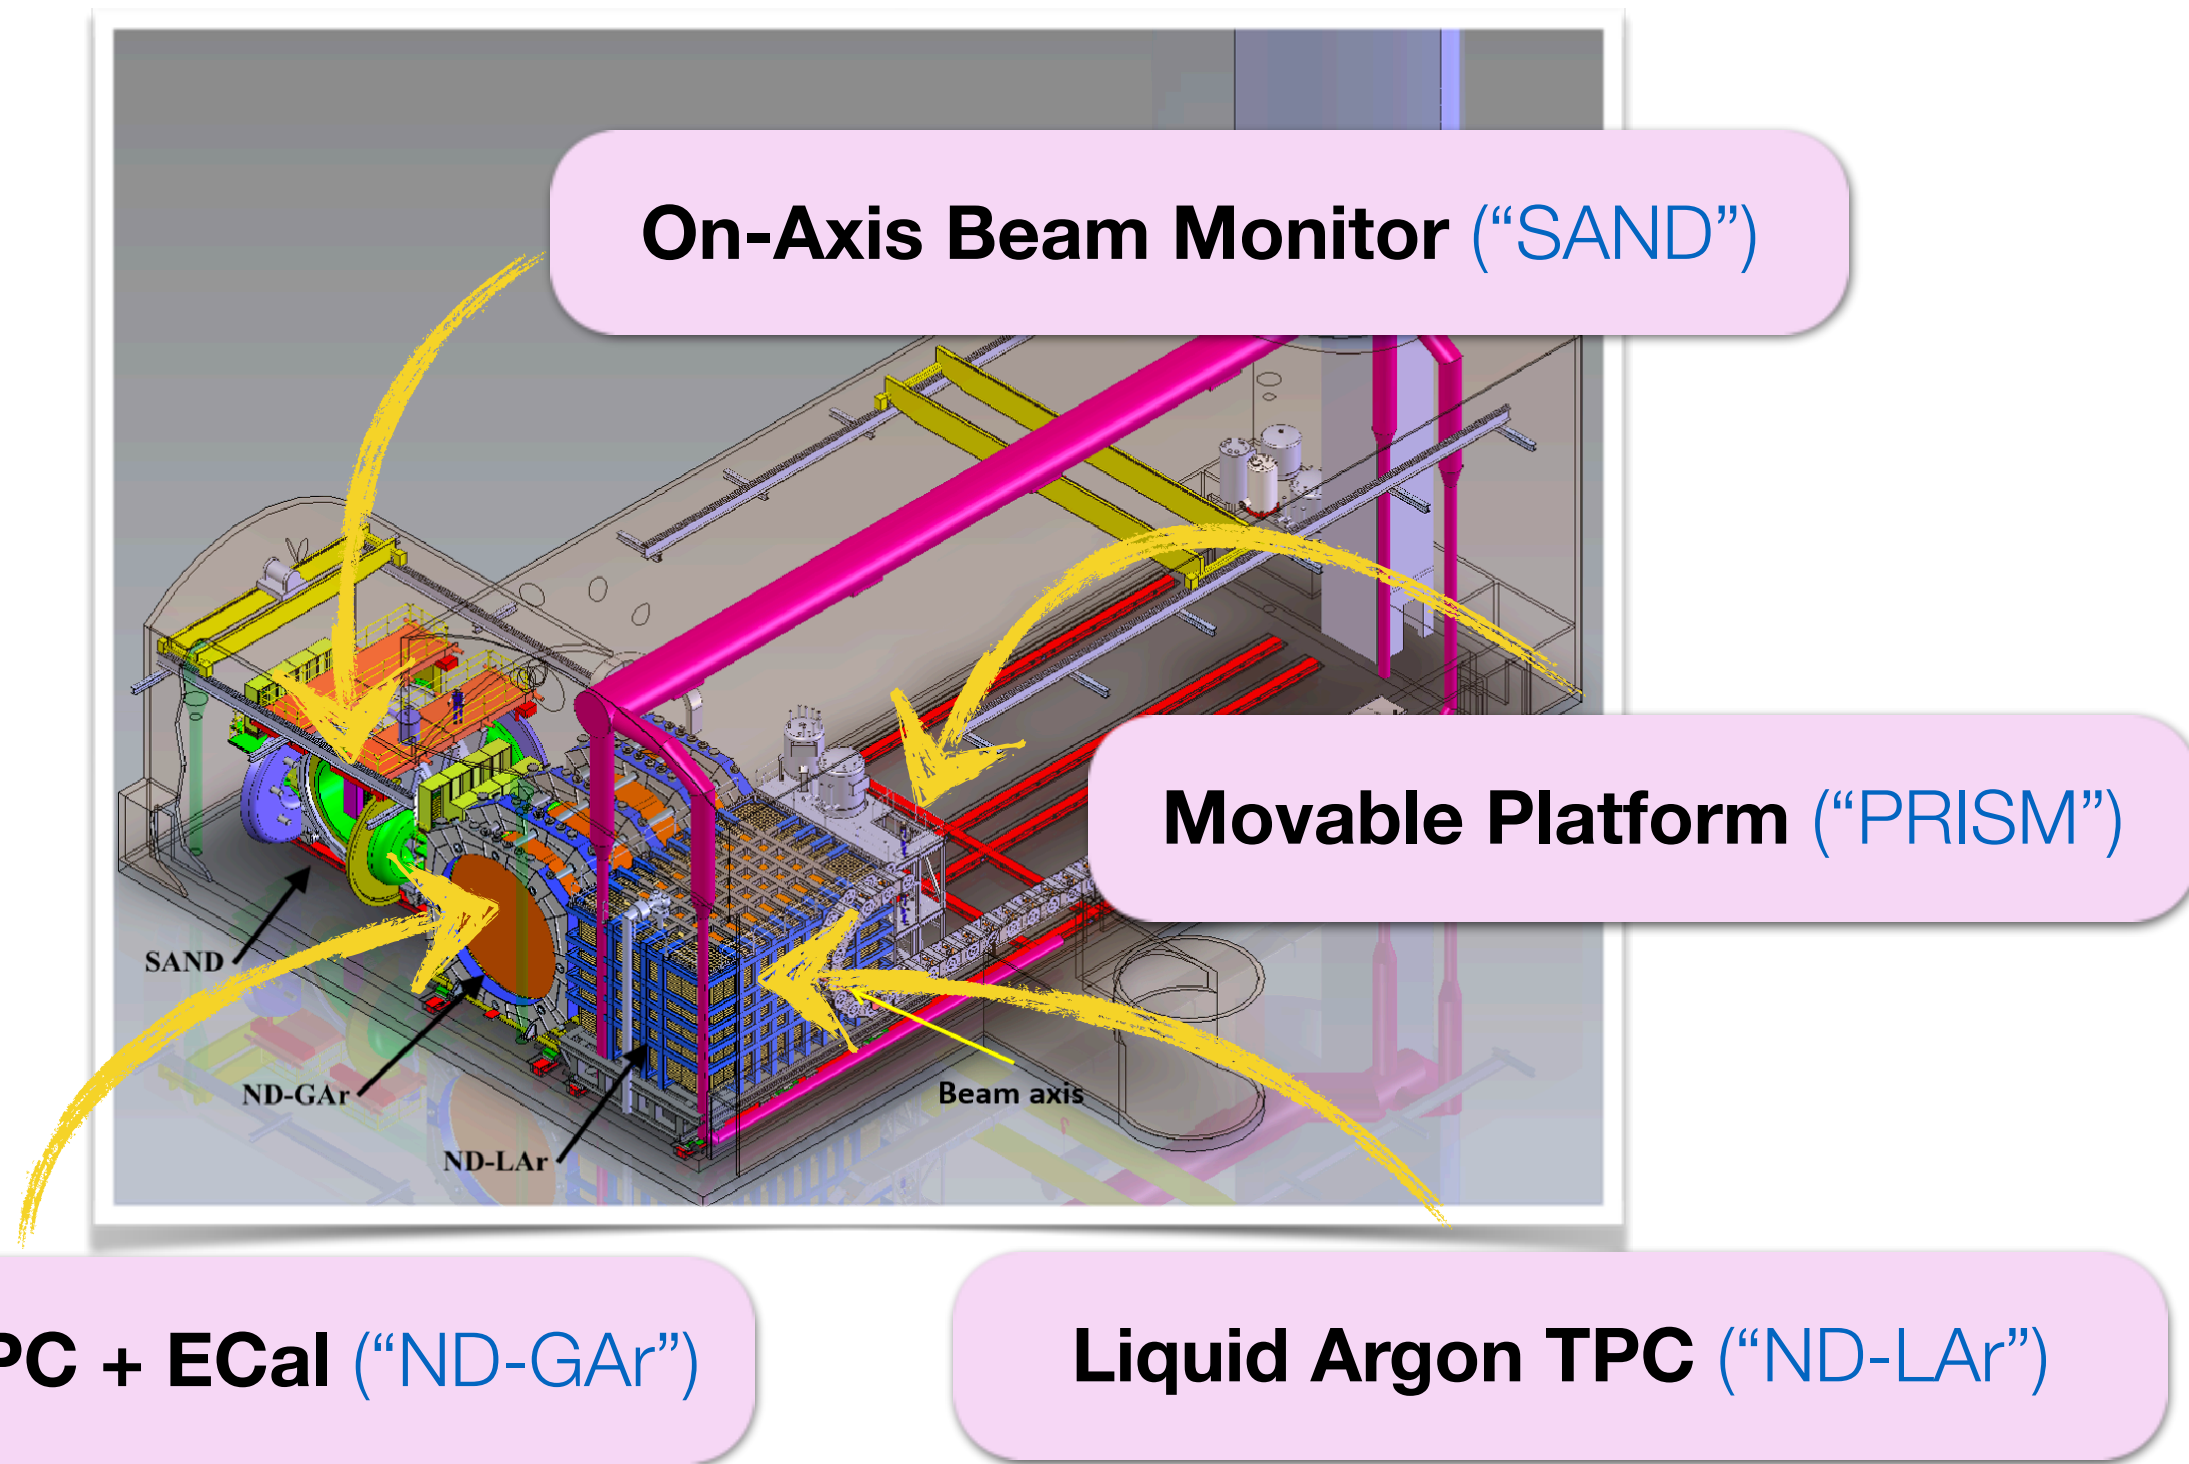 On-Axis Beam Monitor (“SAND”)
Movable Platform (“PRISM”)
SAND
ND-GAr
Beam axis
ND-LAr
PC + ECal (“ND-GAr”)
Liquid Argon TPC (“ND-LAr”)